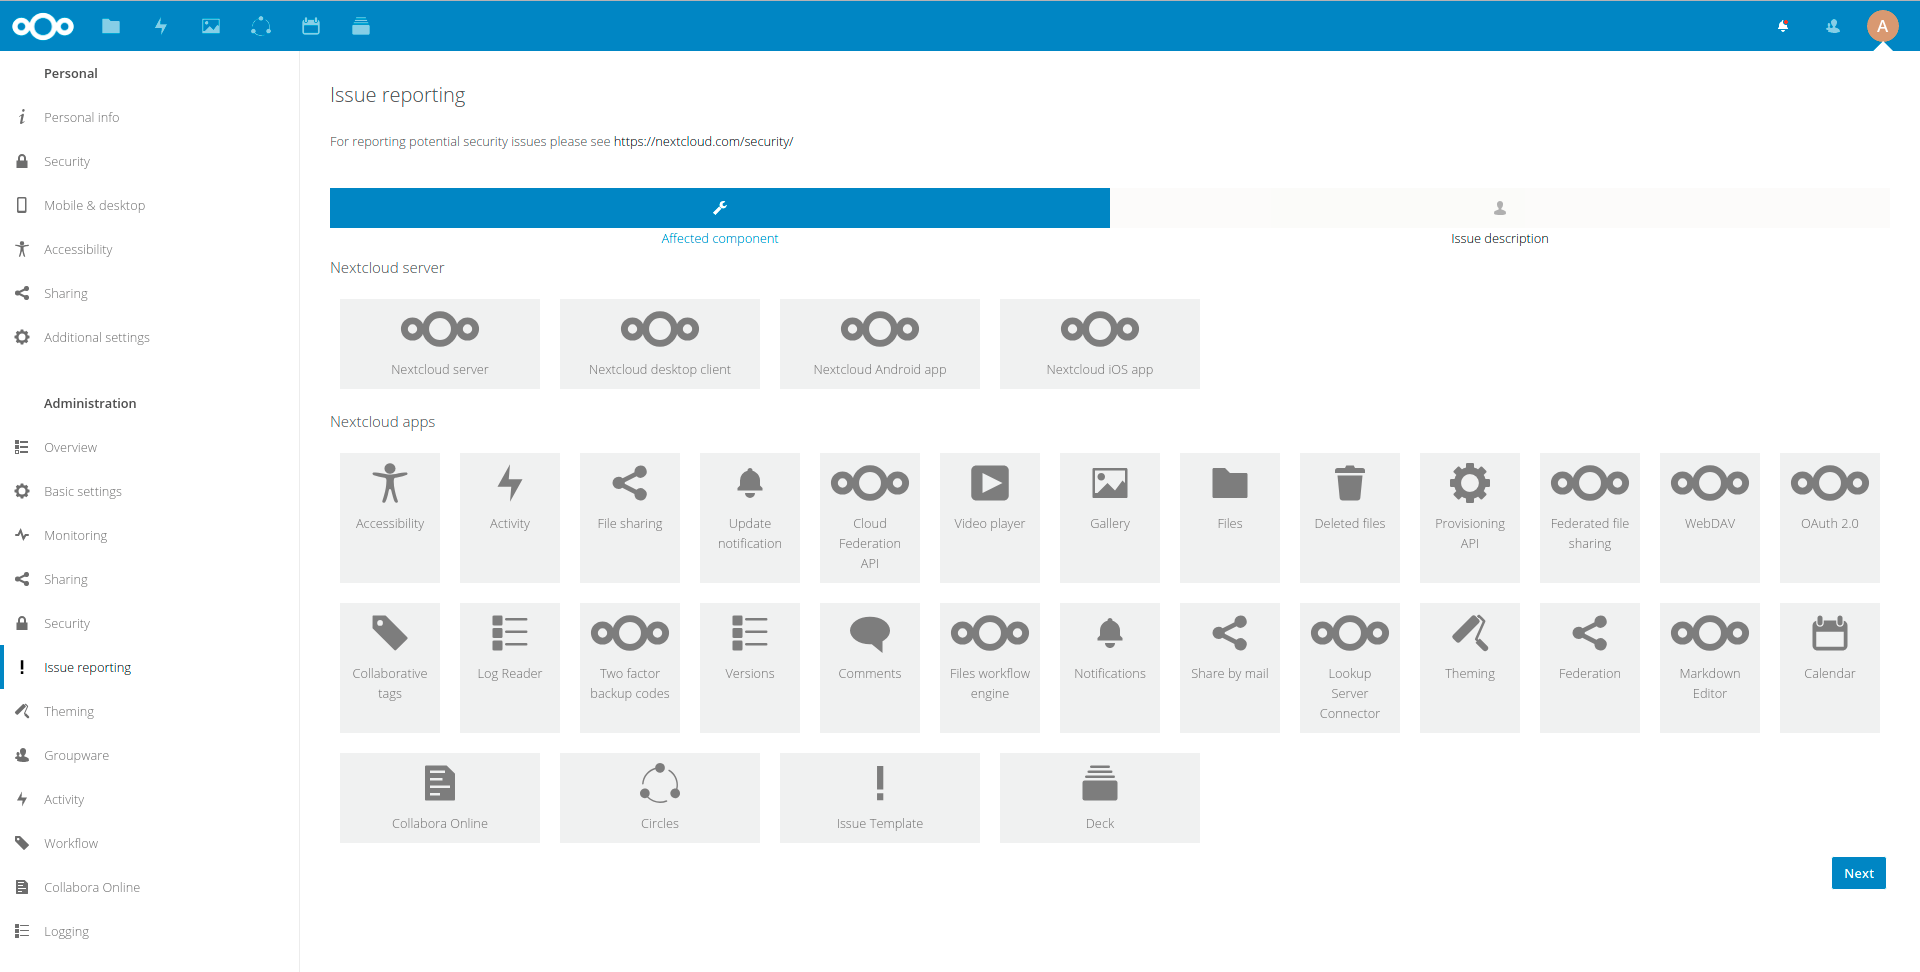 A
Personal
Personal info
Security
Mobile & desktop
Accessibility
Sharing
Additional settings
Administration
Overview
Basic settings
Monitoring
Sharing
Security
Issue reporting
Theming
Groupware
Activity
Workflow
Collabora Online
Logging
Issue reporting
For reporting potential security issues please see https://nextcloud.com/security/
Affected component
Issue description
Nextcloud server
Nextcloud server
Nextcloud desktop client
Nextcloud Android app
Nextcloud iOS app
Nextcloud apps
Accessibility
Activity
File sharing
Update
notification
Cloud
Federation
API
Video player
Gallery
Files
Deleted files
Provisioning
API
Federated file
sharing
WebDAV
OAuth 2.0
Collaborative
tags
Log Reader
Two factor
backup codes
Versions
Comments
Files workflow
engine
Notifications
Share by mail
Lookup
Server
Connector
Theming
Federation
Markdown
Editor
Calendar
Collabora Online
Circles
Issue Template
Deck
Next